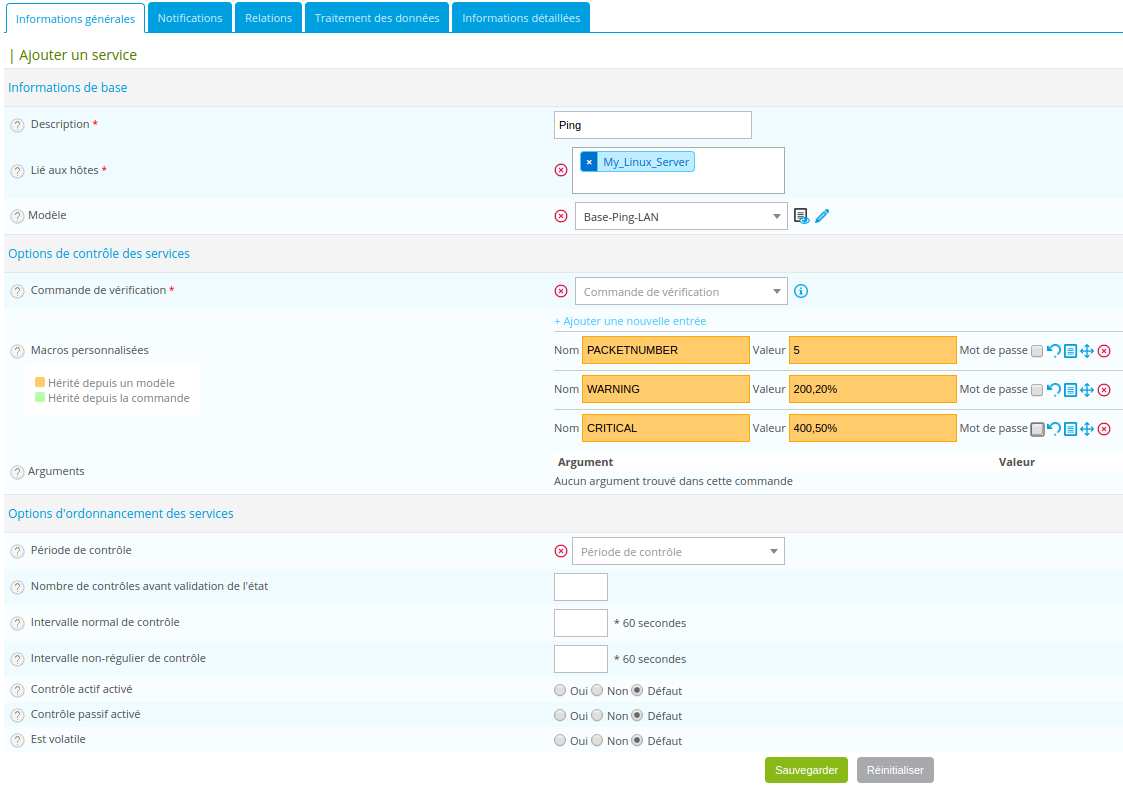 Informations générales Notifications Relations Traitement des données Informations détaillées
| Ajouter un service
Informations de base
? Description * Ping
? Lié aux hôtes * × My_Linux_Server
? Modèle Base-Ping-LAN
Options de contrôle des services
? Commande de vérification * Commande de vérification
+ Ajouter une nouvelle entrée
? Macros personnalisées Nom PACKETNUMBER Valeur 5 Mot de passe
Hérité depuis un modèle
Hérité depuis la commande
Nom WARNING Valeur 200,20% Mot de passe
Nom CRITICAL Valeur 400,50% Mot de passe
Argument Valeur
? Arguments
Aucun argument trouvé dans cette commande
Options d'ordonnancement des services
? Période de contrôle Période de contrôle
? Nombre de contrôles avant validation de l'état
? Intervalle normal de contrôle * 60 secondes
? Intervalle non-régulier de contrôle * 60 secondes
? Contrôle actif activé Oui Non Défaut
? Contrôle passif activé Oui Non Défaut
? Est volatile Oui Non Défaut
Sauvegarder Réinitialiser